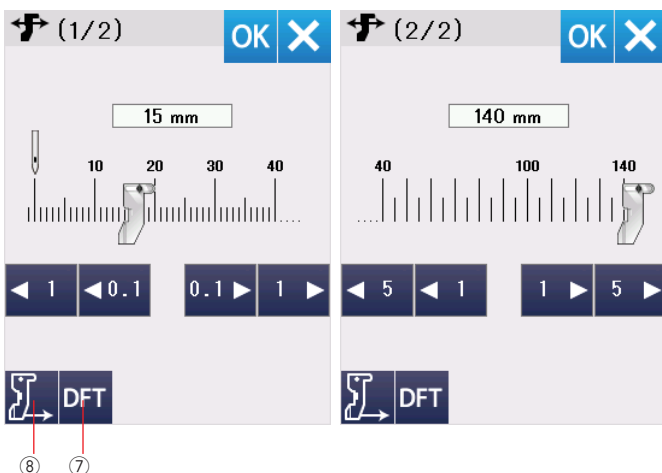 (1/2) OK
15 mm
10 20 30 40
◀ 1 ◀0.1 0.1▶ 1 ▶
DFT
⑧ ⑦
(2/2) OK
140 mm
40 100 140
◀ 5 ◀ 1 1 ▶ 5 ▶
DFT